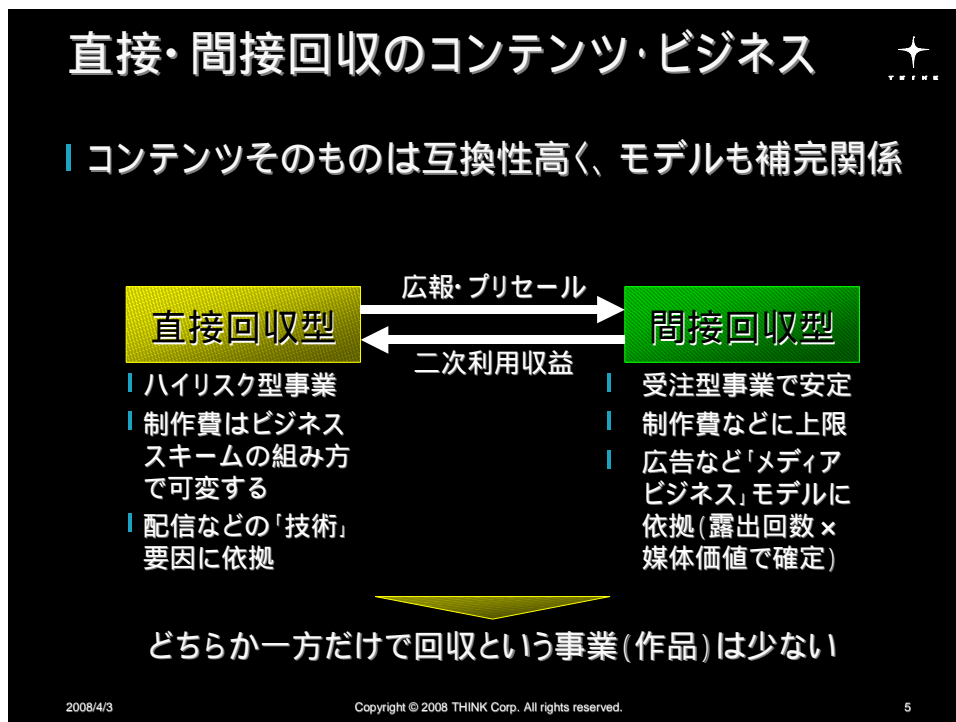 直接・間接回収のコンテンツ・ビジネス
THINK
コンテンツそのものは互換性高く、モデルも補完関係
広報・プリセール
直接回収型
間接回収型
二次利用収益
ハイリスク型事業
制作費はビジネス
スキームの組み方
で可変する
配信などの「技術」
要因に依拠
受注型事業で安定
制作費などに上限
広告など「メディア
ビジネス」モデルに
依拠(露出回数×
媒体価値で確定)
どちらか一方だけで回収という事業(作品)は少ない
2008/4/3
Copyright © 2008 THINK Corp. All rights reserved.
5